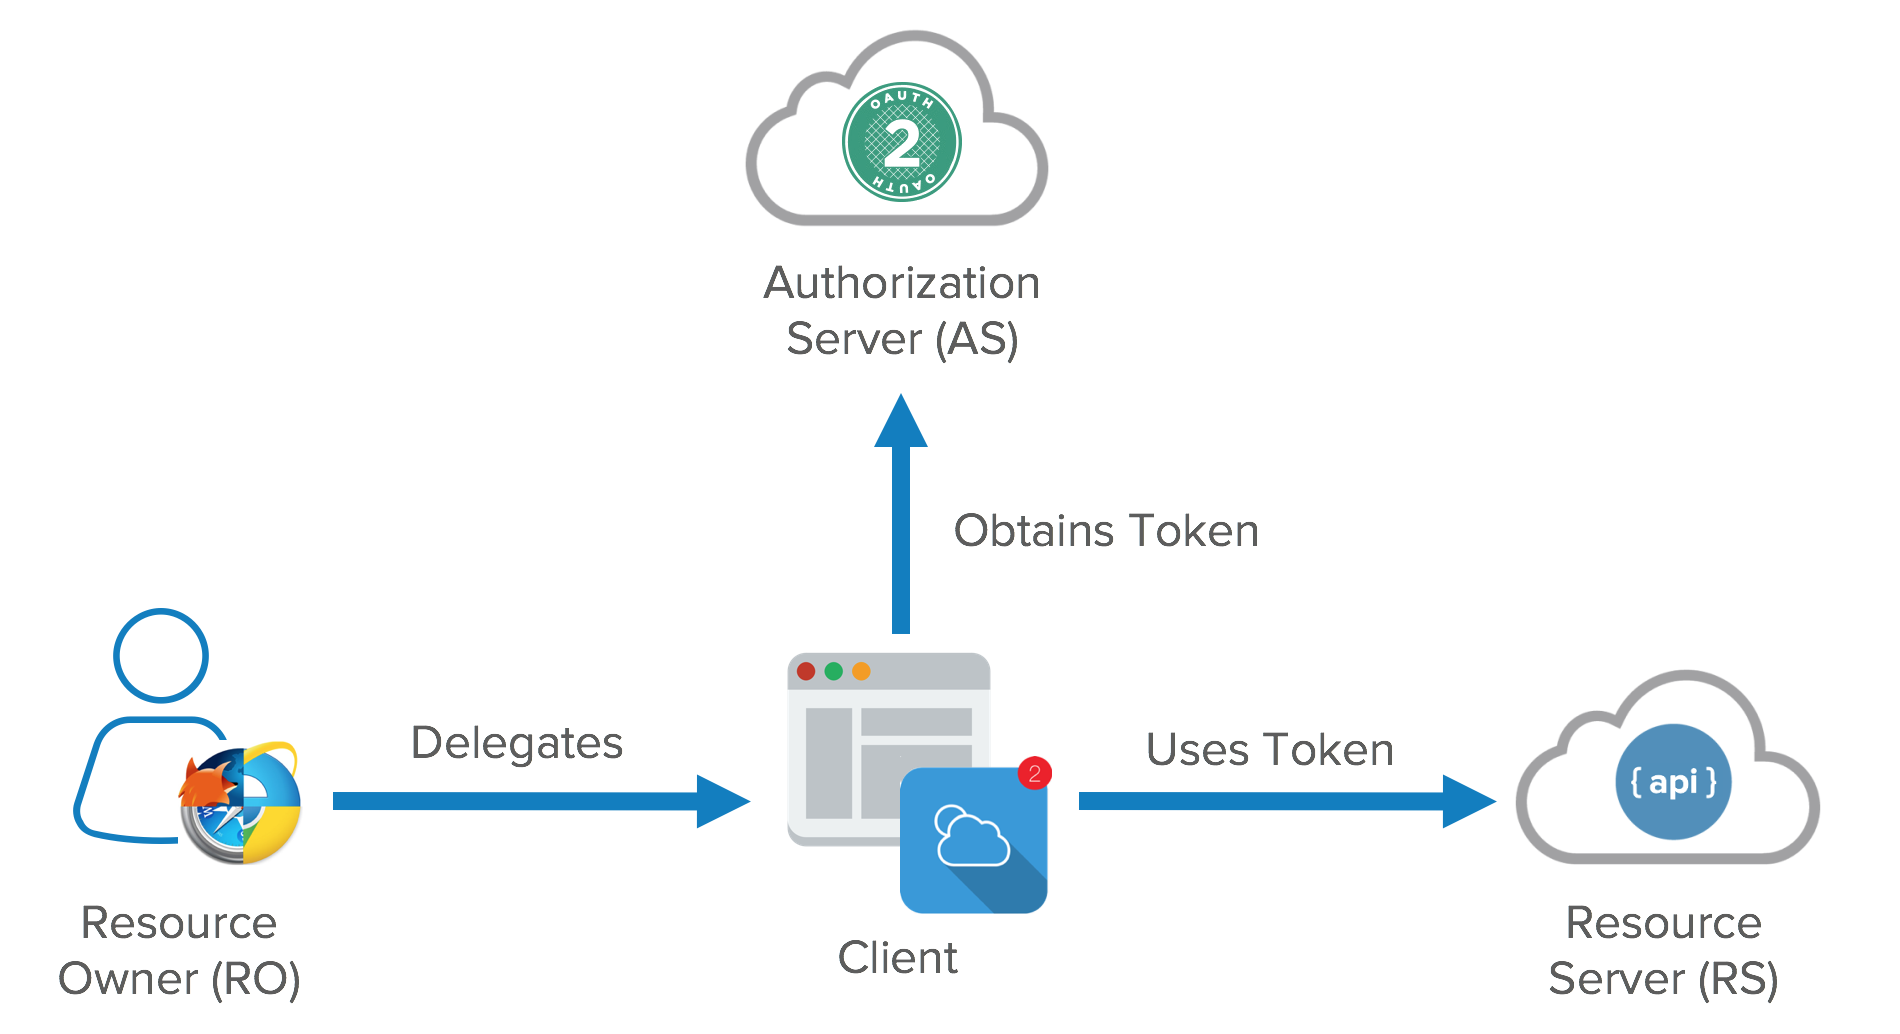 OAUTH
2
OAUTH
Authorization
Server (AS)
Obtains Token
Delegates
Uses Token
2
{ api }
Resource
Owner (RO)
Client
Resource
Server (RS)